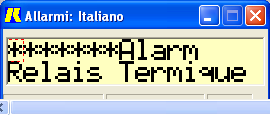 Allarmi: Italiano
*******Alarm
Relais Termique